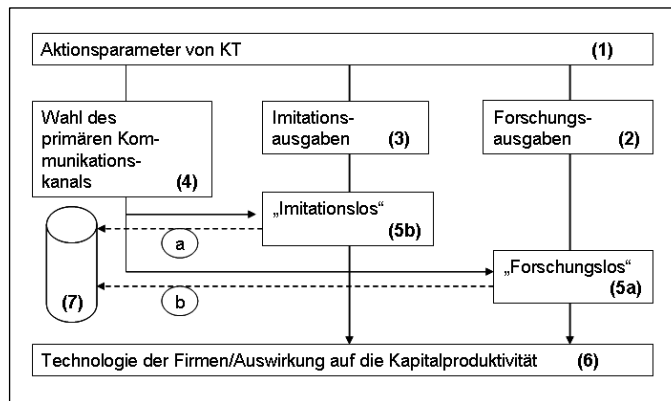 Aktionsparameter von KT (1)
Wahl des
primären Kom-
munikations-
kanals (4)
Imitations-
ausgaben (3)
Forschungs-
ausgaben (2)
„Imitationslos“
(5b)
a
„Forschungslos“
(5a)
b
(7)
Technologie der Firmen/Auswirkung auf die Kapitalproduktivität (6)